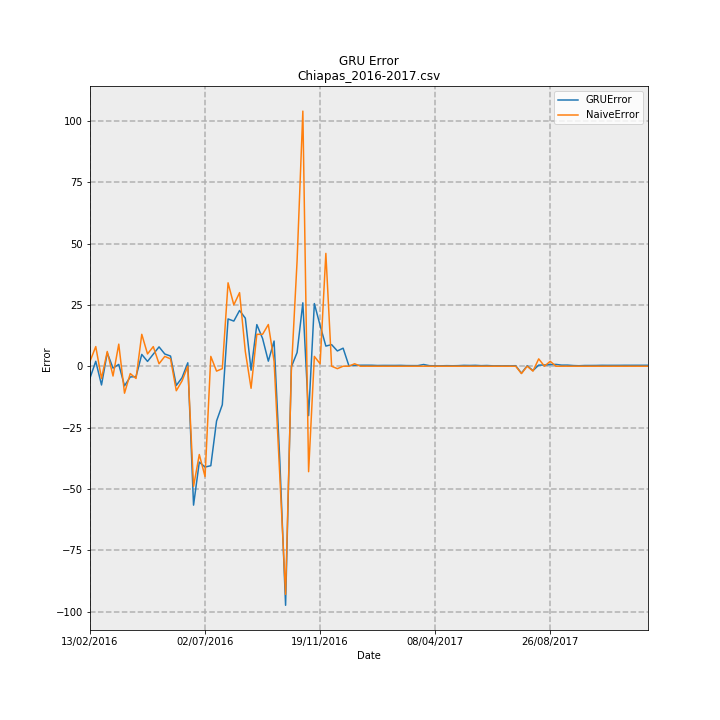 GRU Error
Chiapas_2016-2017.csv
GRUError
NaiveError
100
75
50
25
0
−25
−50
−75
−100
Error
13/02/2016
02/07/2016
19/11/2016
08/04/2017
26/08/2017
Date